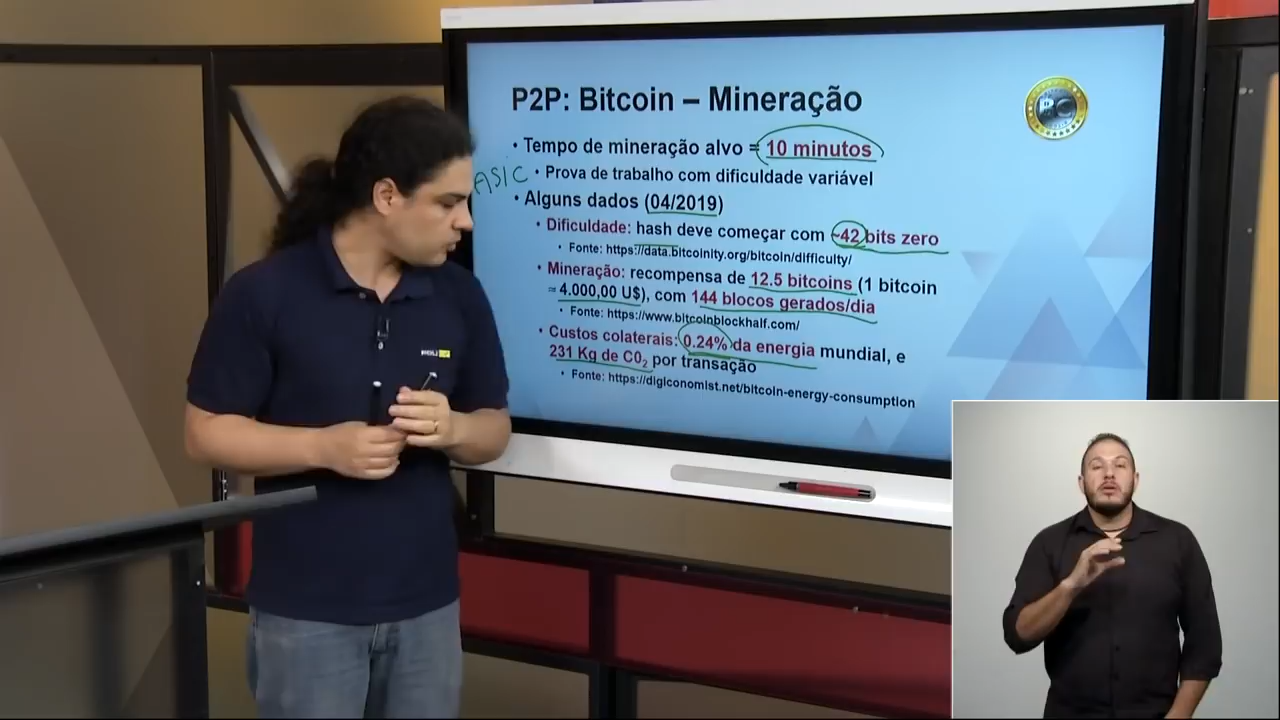 P2P: Bitcoin – Mineração
• Tempo de mineração alvo = 10 minutos
ASIC
• Prova de trabalho com dificuldade variável
• Alguns dados (04/2019)
• Dificuldade: hash deve começar com ~42 bits zero
• Fonte: https://data.bitcoinity.org/bitcoin/difficulty/
• Mineração: recompensa de 12.5 bitcoins (1 bitcoin
≈ 4.000,00 U$), com 144 blocos gerados/dia
• Fonte: https://www.bitcoinblockhalf.com/
• Custos colaterais: 0.24% da energia mundial, e
231 Kg de C0₂ por transação
• Fonte: https://digiconomist.net/bitcoin-energy-consumption